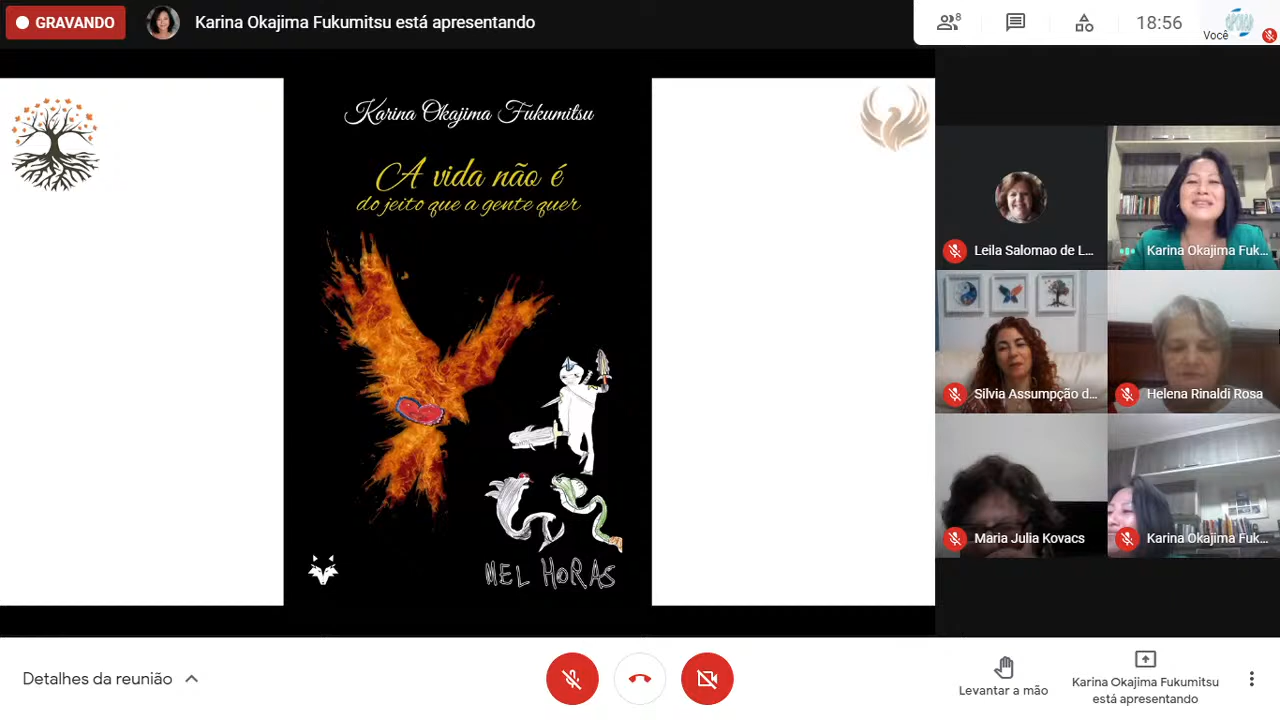 GRAVANDO
Karina Okajima Fukumitsu está apresentando
8
18:56
Você
Karina Okajima Fukumitsu
A vida não é
do jeito que a gente quer
MEL HORAS
Leila Salomao de L...
Karina Okajima Fuk...
Silvia Assumpção d...
Helena Rinaldi Rosa
Maria Julia Kovacs
Karina Okajima Fuk...
Detalhes da reunião
Levantar a mão
Karina Okajima Fukumitsu
está apresentando